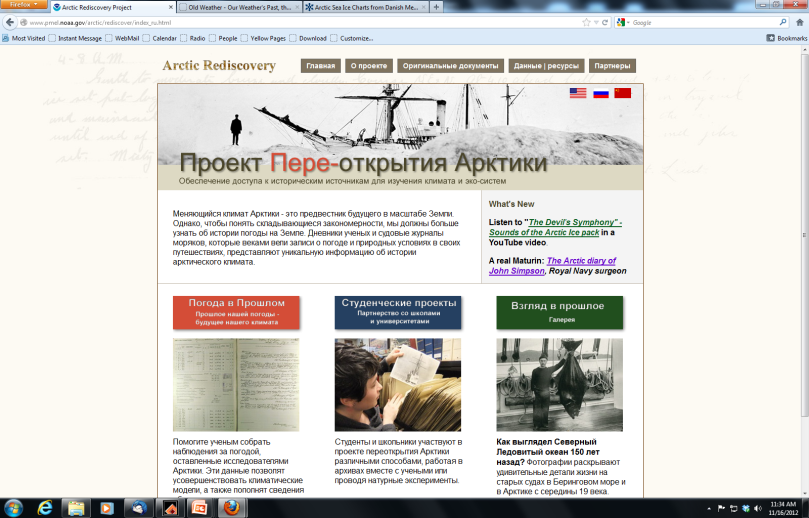 Firefox
Arctic Rediscovery Project
Old Weather - Our Weather's Past, th...
Arctic Sea Ice Charts from Danish Me...
www.pmel.noaa.gov/arctic/rediscover/index_ru.html
Google
Most Visited
Instant Message
WebMail
Calendar
Radio
People
Yellow Pages
Download
Customize...
Bookmarks
Arctic Rediscovery
Главная
О проекте
Оригинальные документы
Данные | ресурсы
Партнеры
Проект Пере-открытия Арктики
Обеспечение доступа к историческим источникам для изучения климата и эко-систем
Меняющийся климат Арктики - это предвестник будущего в масштабе Земли.
Однако, чтобы понять складывающиеся закономерности, мы должны больше
узнать об истории погоды на Земле. Дневники ученых и судовые журналы
моряков, которые веками вели записи о погоде и природных условиях в своих
путешествиях, представляют уникальную информацию об истории
арктического климата.
What's New
Listen to "The Devil's Symphony" -
Sounds of the Arctic Ice pack in a
YouTube video.
A real Maturin: The Arctic diary of
John Simpson, Royal Navy surgeon
Погода в Прошлом
Прошлое нашей погоды -
будущее нашего климата
Студенческие проекты
Партнерство со школами
и университетами
Взгляд в прошлое
Галерея
Помогите ученым собрать
наблюдения за погодой,
оставленные исследователями
Арктики. Эти данные позволят
усовершенствовать климатические
модели, а также пополнят сведения
Студенты и школьники участвуют в
проекте переоткрытия Арктики
различными способами, работая в
архивах вместе с учеными или
проводя натурные эксперименты.
Как выглядел Северный
Ледовитый океан 150 лет
назад? Фотографии раскрывают
удивительные детали жизни на
старых судах в Беринговом море и
в Арктике с середины 19 века.
11:34 AM
11/16/2012